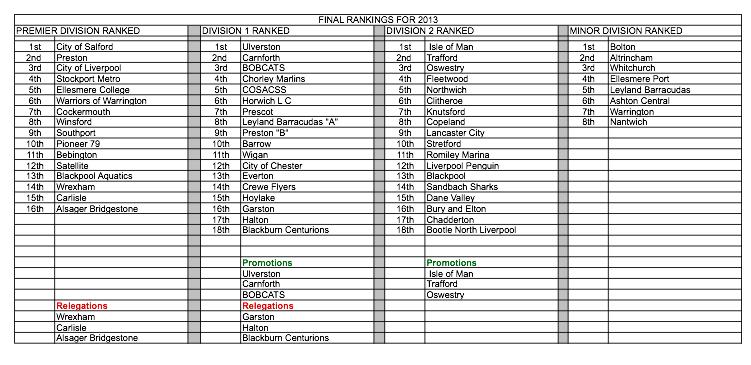 FINAL RANKINGS FOR 2013
PREMIER DIVISION RANKED DIVISION 1 RANKED DIVISION 2 RANKED MINOR DIVISION RANKED
1st City of Salford 1st Ulverston 1st Isle of Man 1st Bolton
2nd Preston 2nd Carnforth 2nd Trafford 2nd Altrincham
3rd City of Liverpool 3rd BOBCATS 3rd Oswestry 3rd Whitchurch
4th Stockport Metro 4th Chorley Marlins 4th Fleetwood 4th Ellesmere Port
5th Ellesmere College 5th COSACSS 5th Northwich 5th Leyland Baracudas
6th Warriors of Warrington 6th Horwich L C 6th Clitheroe 6th Ashton Central
7th Cockermouth 7th Prescot 7th Knutsford 7th Warrington
8th Winsford 8th Leyland Barracudas "A" 8th Copeland 8th Nantwich
9th Southport 9th Preston "B" 9th Lancaster City
10th Pioneer 79 10th Barrow 10th Stretford
11th Bebington 11th Wigan 11th Romiley Marina
12th Satellite 12th City of Chester 12th Liverpool Penguin
13th Blackpool Aquatics 13th Everton 13th Blackpool
14th Wrexham 14th Crewe Flyers 14th Sandbach Sharks
15th Carlisle 15th Hoylake 15th Dane Valley
16th Alsager Bridgestone 16th Garston 16th Bury and Elton
17th Halton 17th Chadderton
18th Blackburn Centurions 18th Bootle North Liverpool
Promotions Promotions
Ulverston Isle of Man
Carnforth Trafford
BOBCATS Oswestry
Relegations Relegations
Wrexham Garston
Carlisle Halton
Alsager Bridgestone Blackburn Centurions